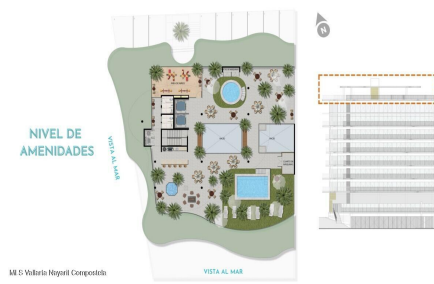 N
NIVEL DE
AMENIDADES
VISTA AL MAR
VISTA AL MAR
MLS Vallarta Nayarit Compostela